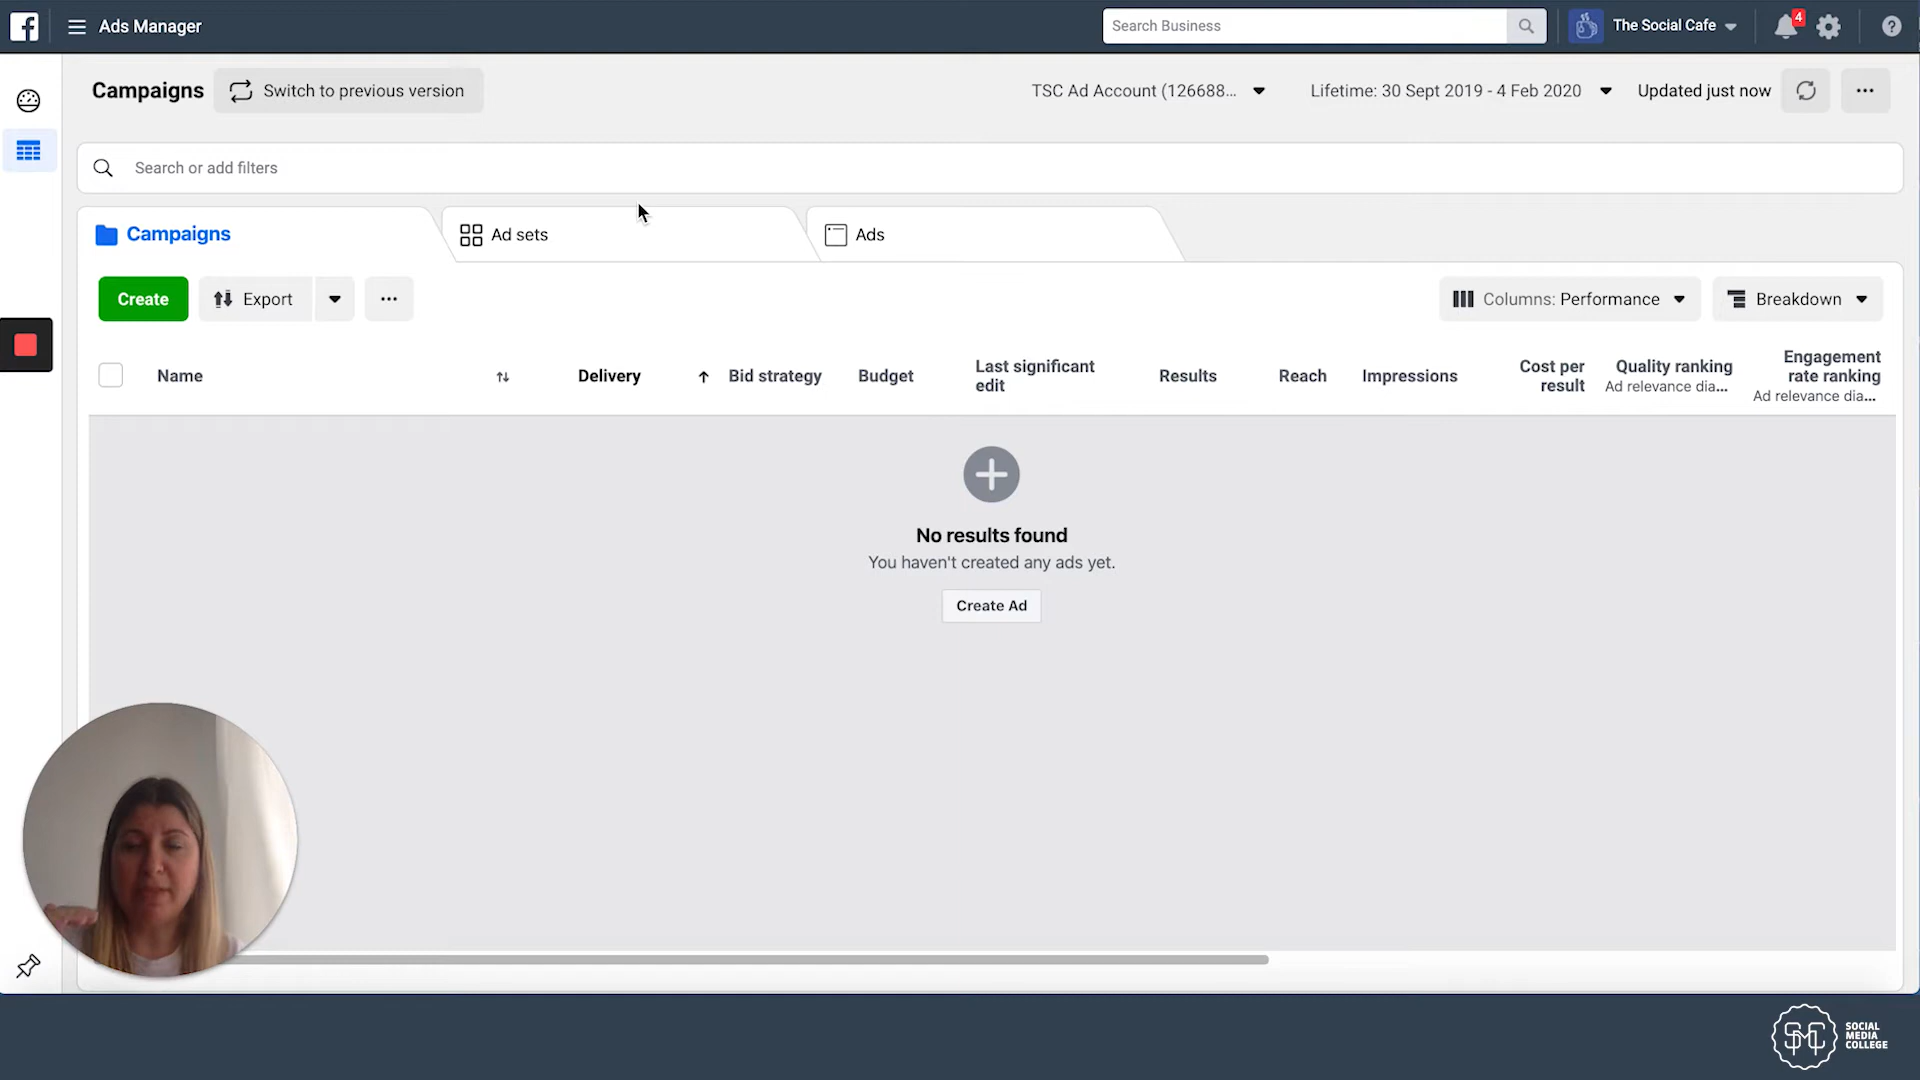 Ads Manager
Search Business
The Social Cafe
4
Campaigns
Switch to previous version
TSC Ad Account (126688...
Lifetime: 30 Sept 2019 - 4 Feb 2020
Updated just now
Search or add filters
Campaigns
Ad sets
Ads
Create
Export
Columns: Performance
Breakdown
Name
Delivery
Bid strategy
Budget
Last significant
edit
Results
Reach
Impressions
Cost per
result
Quality ranking
Ad relevance dia...
Engagement
rate ranking
Ad relevance dia...
No results found
You haven't created any ads yet.
Create Ad
SMC
SOCIAL
MEDIA
COLLEGE